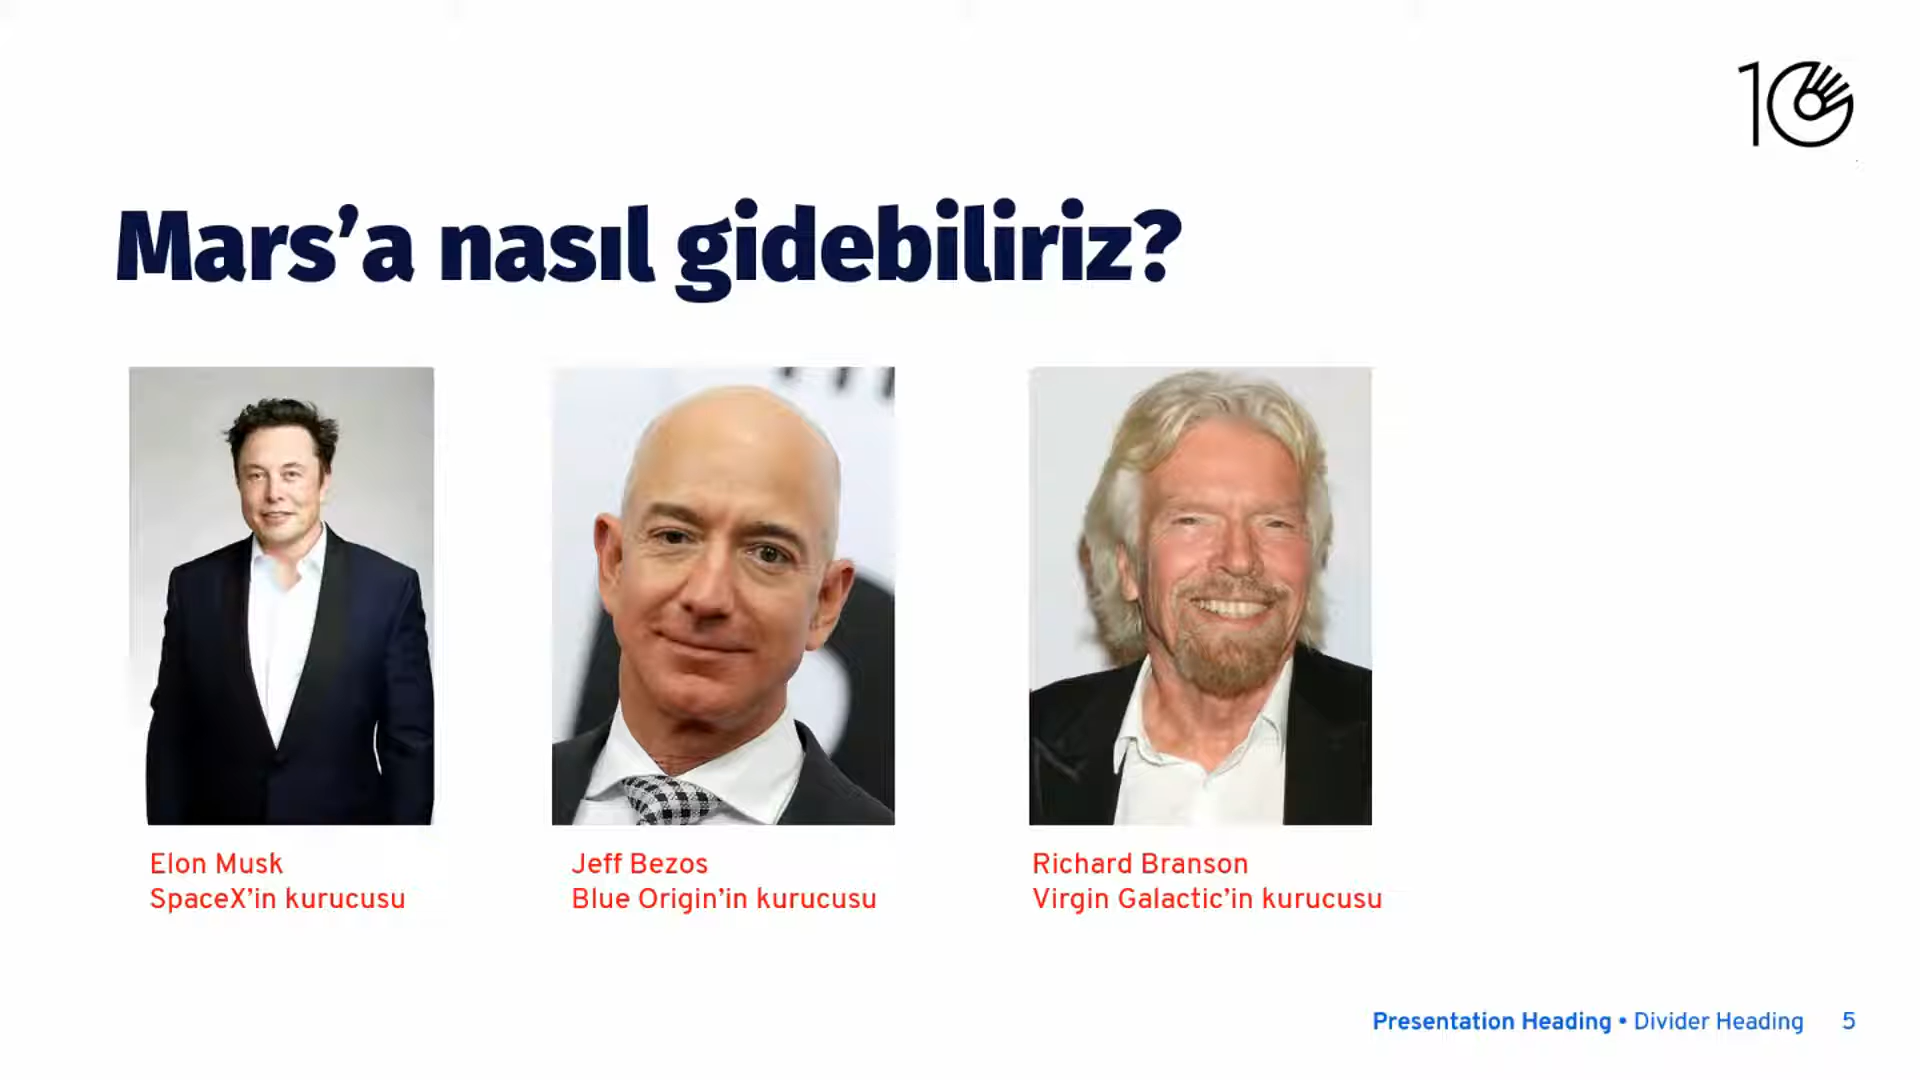 10
Mars’a nasıl gidebiliriz?
Elon Musk
SpaceX’in kurucusu
Jeff Bezos
Blue Origin’in kurucusu
Richard Branson
Virgin Galactic’in kurucusu
Presentation Heading • Divider Heading 5